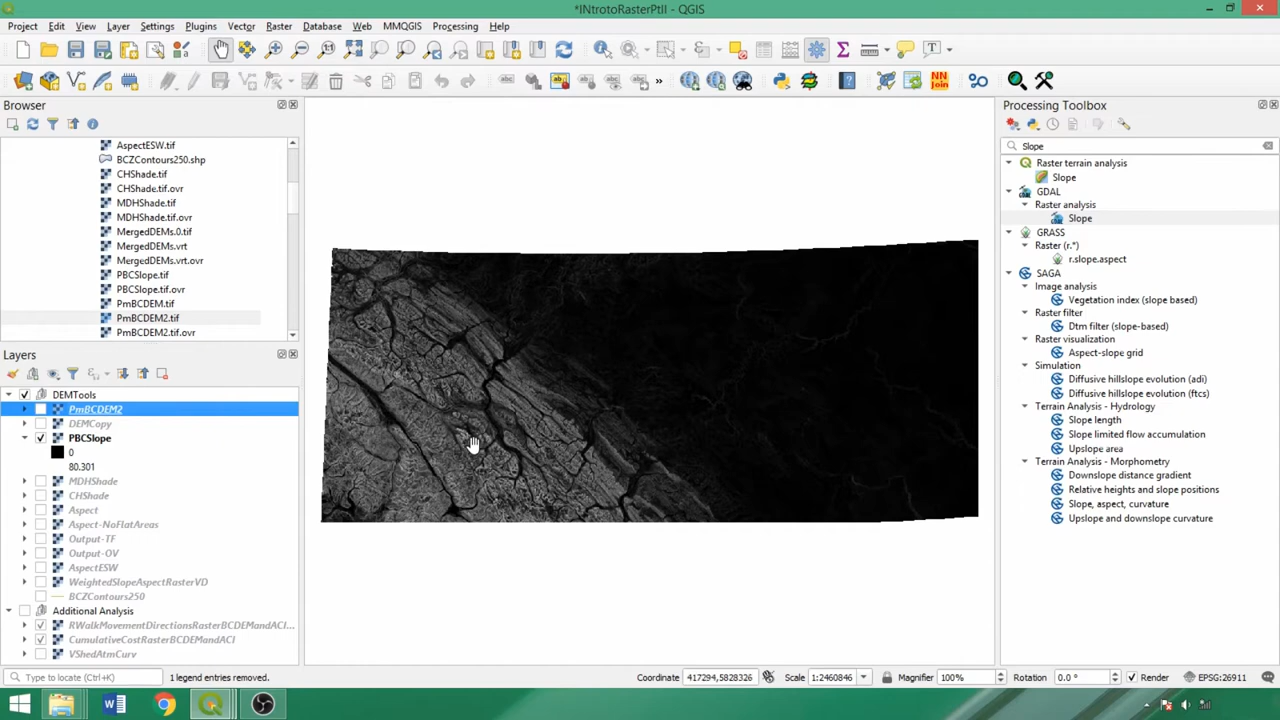 *INtrotoRasterPtII - QGIS
Project Edit View Layer Settings Plugins Vector Raster Database Web MMQGIS Processing Help
Browser
AspectESW.tif
BCZContours250.shp
CHShade.tif
CHShade.tif.ovr
MDHShade.tif
MDHShade.tif.ovr
MergedDEMs.0.tif
MergedDEMs.vrt
MergedDEMs.vrt.ovr
PBCSlope.tif
PBCSlope.tif.ovr
PmBCDEM.tif
PmBCDEM2.tif
PmBCDEM2.tif.ovr
Layers
DEMTools
PmBCDEM2
DEMCopy
PBCSlope
0
80.301
MDHShade
CHShade
Aspect
Aspect-NoFlatAreas
Output-TF
Output-OV
AspectESW
WeightedSlopeAspectRasterVD
BCZContours250
Additional Analysis
RWalkMovementDirectionsRasterBCDEMandACI...
CumulativeCostRasterBCDEMandACI
VShedAtmCurv
Processing Toolbox
Slope
Raster terrain analysis
Slope
GDAL
Raster analysis
Slope
GRASS
Raster (r.*)
r.slope.aspect
SAGA
Image analysis
Vegetation index (slope based)
Raster filter
Dtm filter (slope-based)
Raster visualization
Aspect-slope grid
Simulation
Diffusive hillslope evolution (adi)
Diffusive hillslope evolution (ftcs)
Terrain Analysis - Hydrology
Slope length
Slope limited flow accumulation
Upslope area
Terrain Analysis - Morphometry
Downslope distance gradient
Relative heights and slope positions
Slope, aspect, curvature
Upslope and downslope curvature
Type to locate (Ctrl+K) 1 legend entries removed. Coordinate 417294,5828326 Scale 1:2460846 Magnifier 100% Rotation 0.0 ° Render EPSG:26911